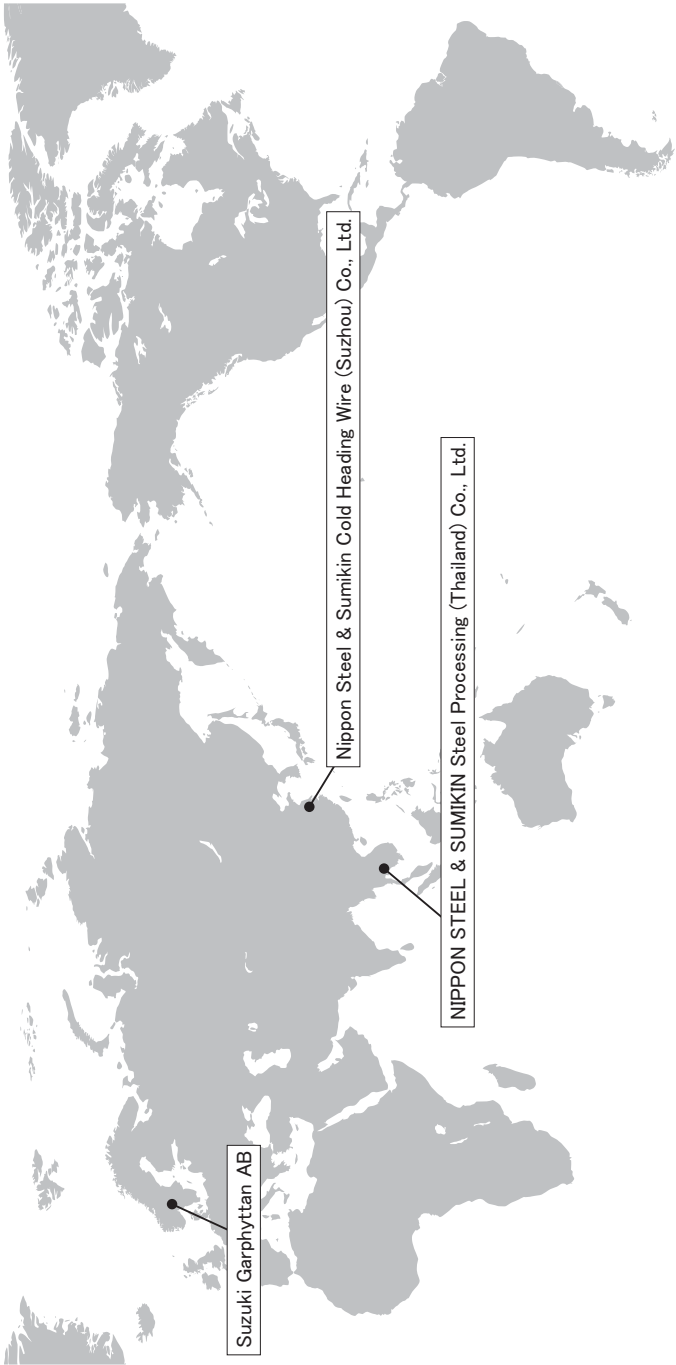 Suzuki Garphyttan AB
Nippon Steel & Sumikin Cold Heading Wire (Suzhou) Co., Ltd.
NIPPON STEEL & SUMIKIN Steel Processing (Thailand) Co., Ltd.